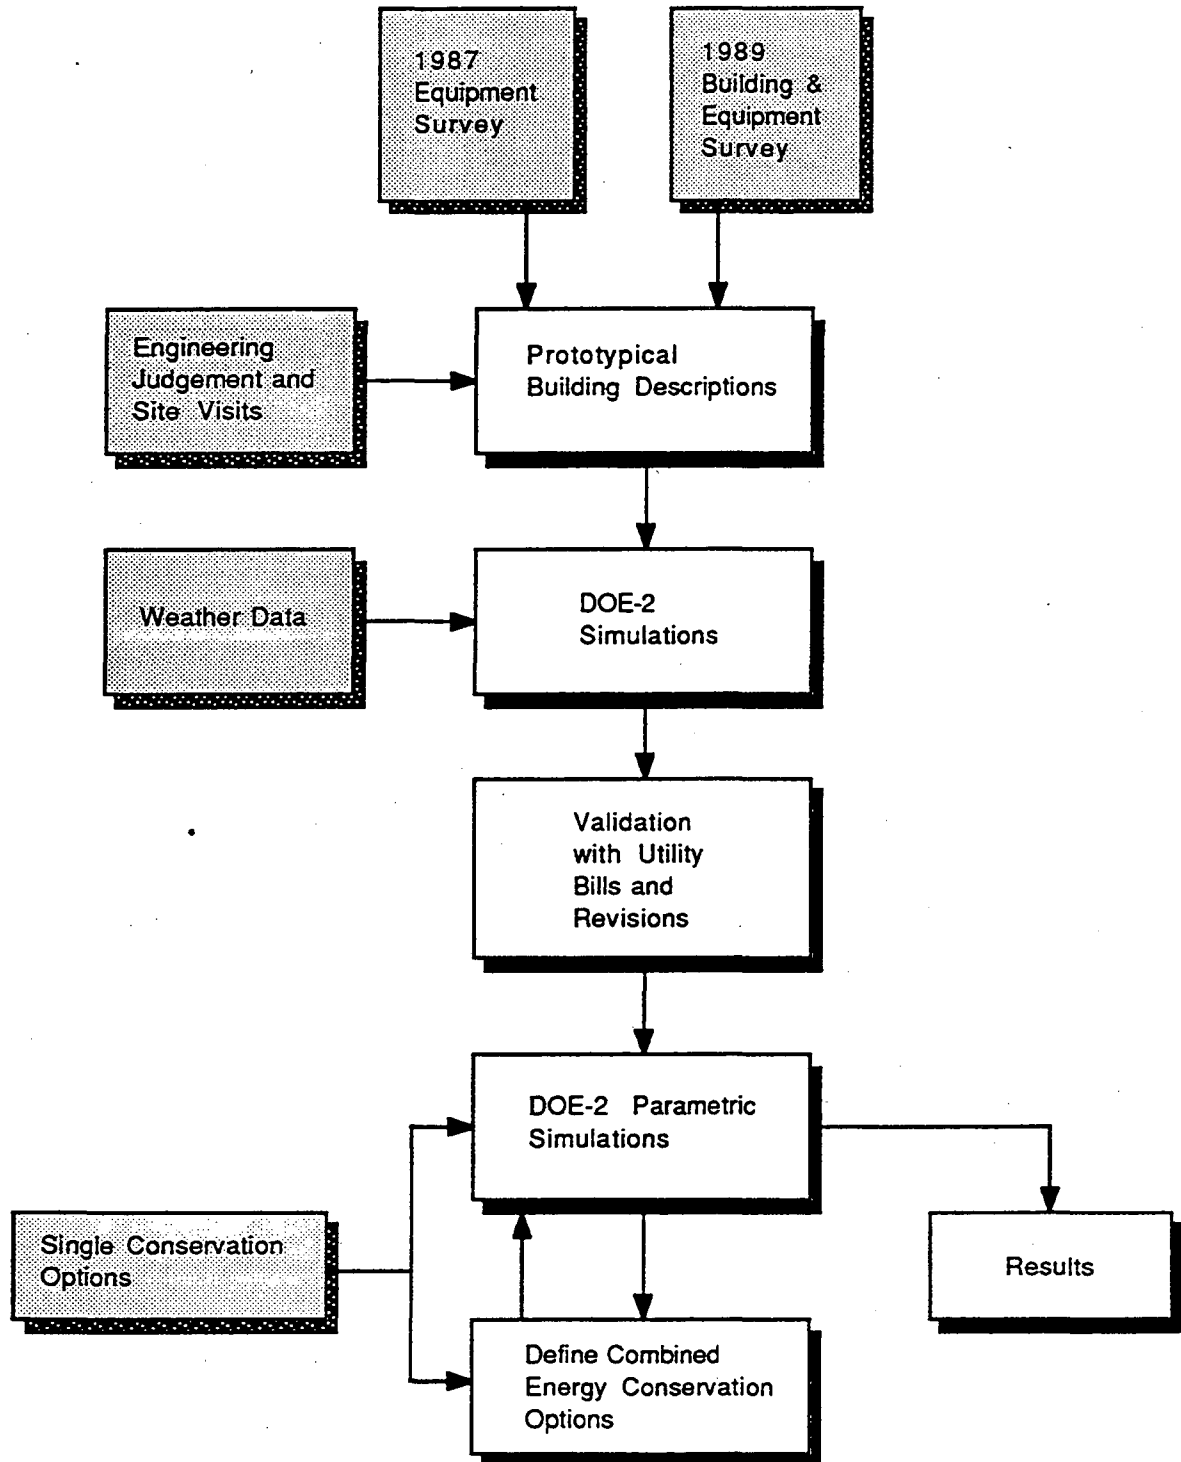 1987
Equipment
Survey
1989
Building &
Equipment
Survey
Engineering
Judgement and
Site Visits
Prototypical
Building Descriptions
Weather Data
DOE-2
Simulations
Validation
with Utility
Bills and
Revisions
DOE-2 Parametric
Simulations
Single Conservation
Options
Results
Define Combined
Energy Conservation
Options